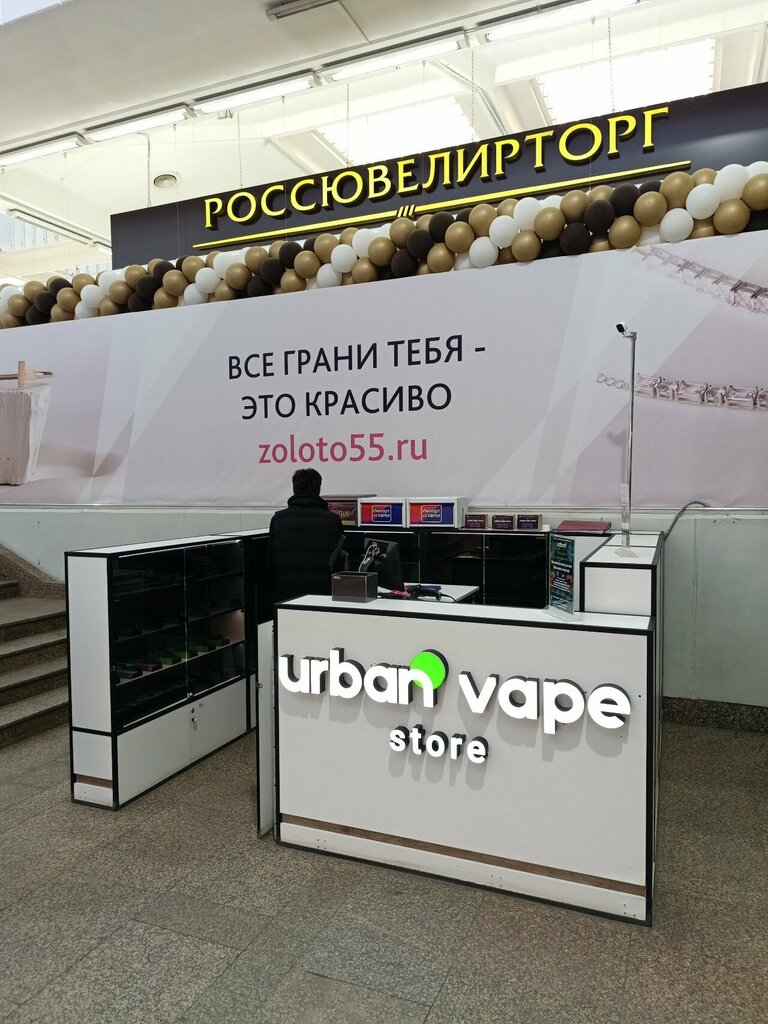 РОССЮВЕЛИРТОРГ
ВСЕ ГРАНИ ТЕБЯ -
ЭТО КРАСИВО
zoloto55.ru
urban vape
store